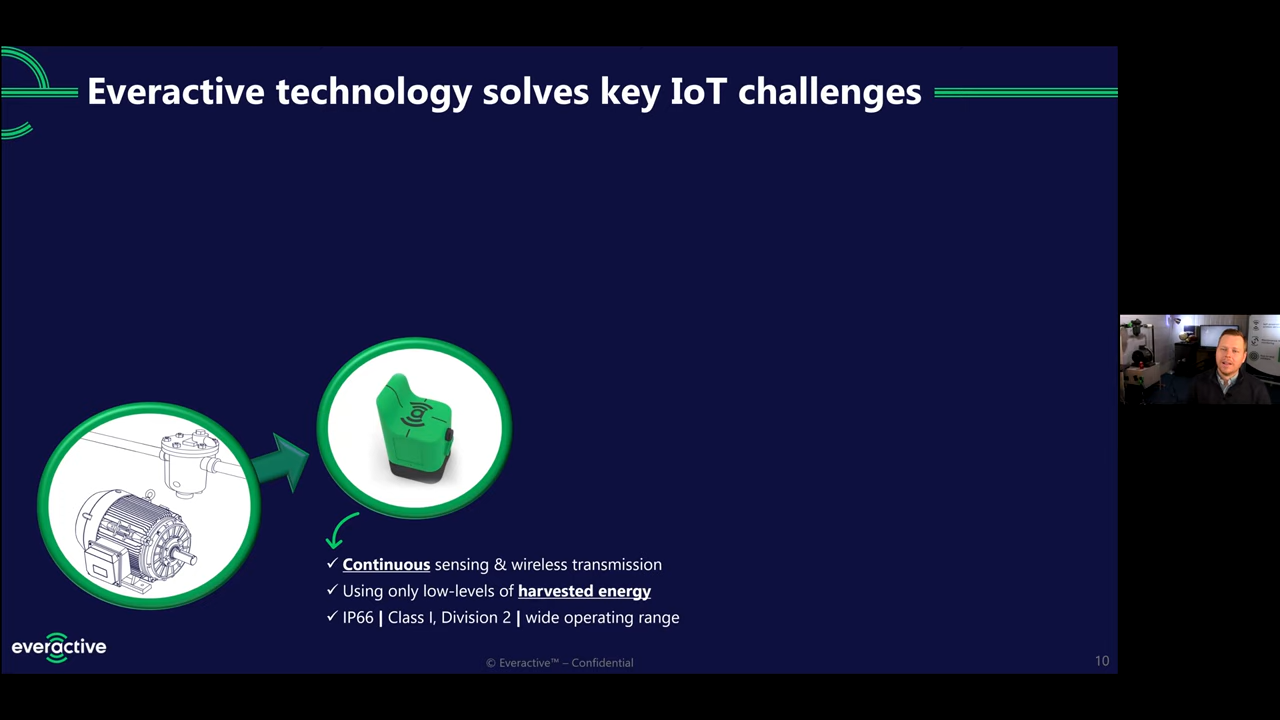 Everactive technology solves key IoT challenges
✓ Continuous sensing & wireless transmission
✓ Using only low-levels of harvested energy
✓ IP66 | Class I, Division 2 | wide operating range
everactive
© Everactive™ – Confidential
10